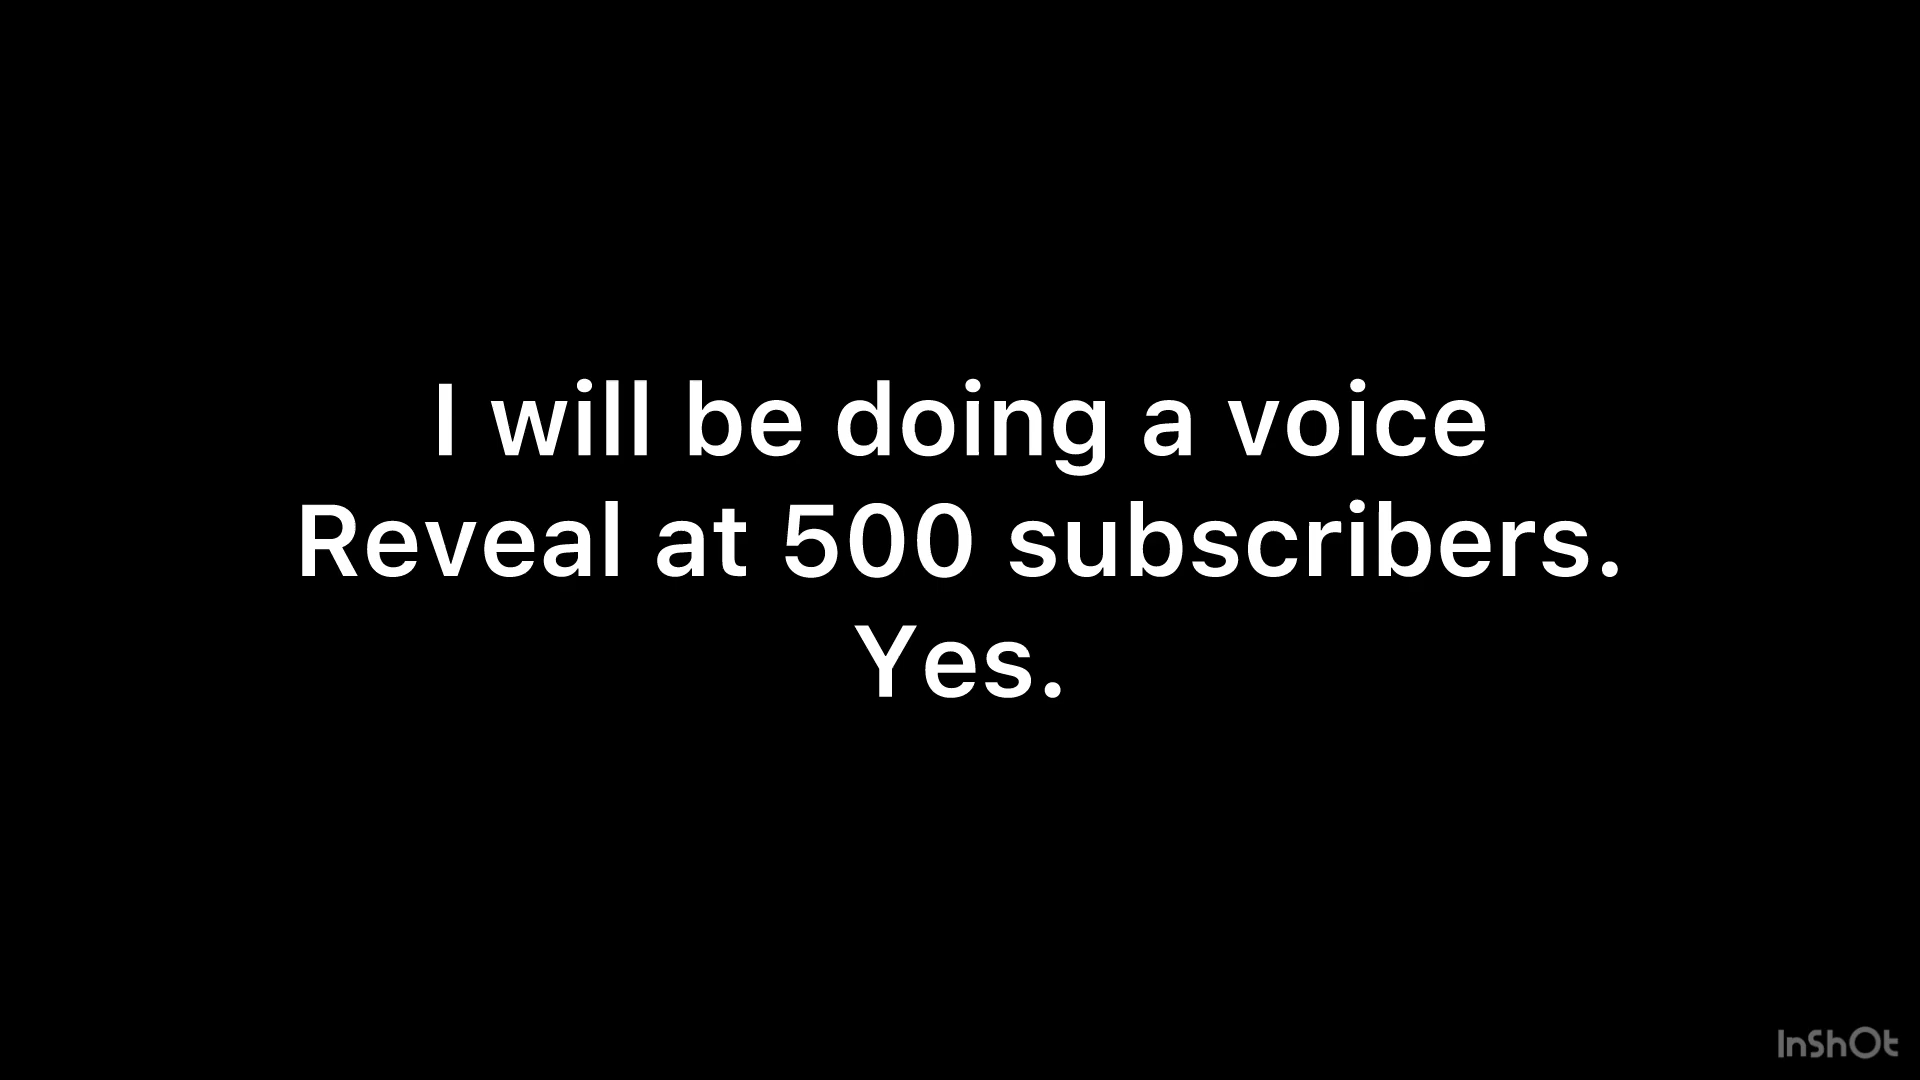 I will be doing a voice
Reveal at 500 subscribers.
Yes.
InShOt